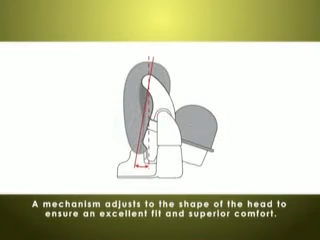 A mechanism adjusts to the shape of the head to
ensure an excellent fit and superior comfort.